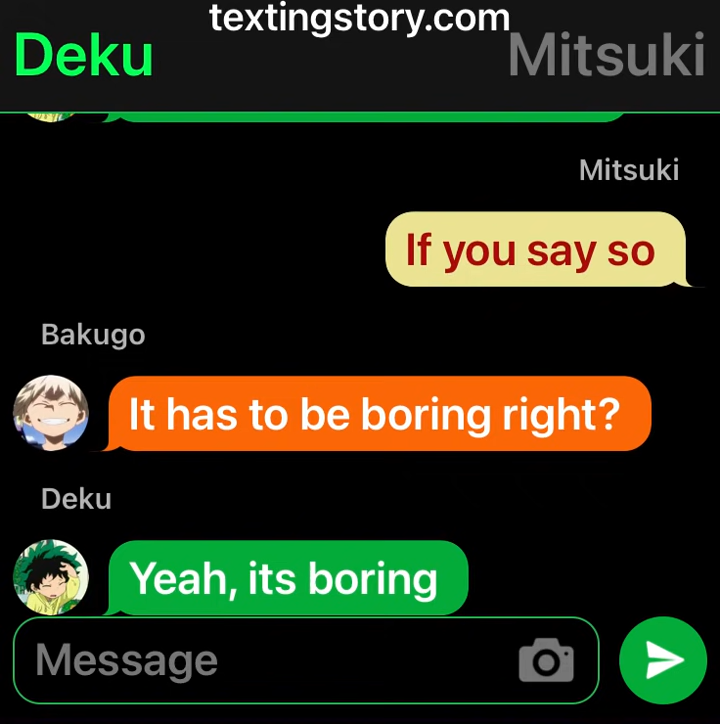 textingstory.com
Deku
Mitsuki
Mitsuki
If you say so
Bakugo
It has to be boring right?
Deku
Yeah, its boring
Message